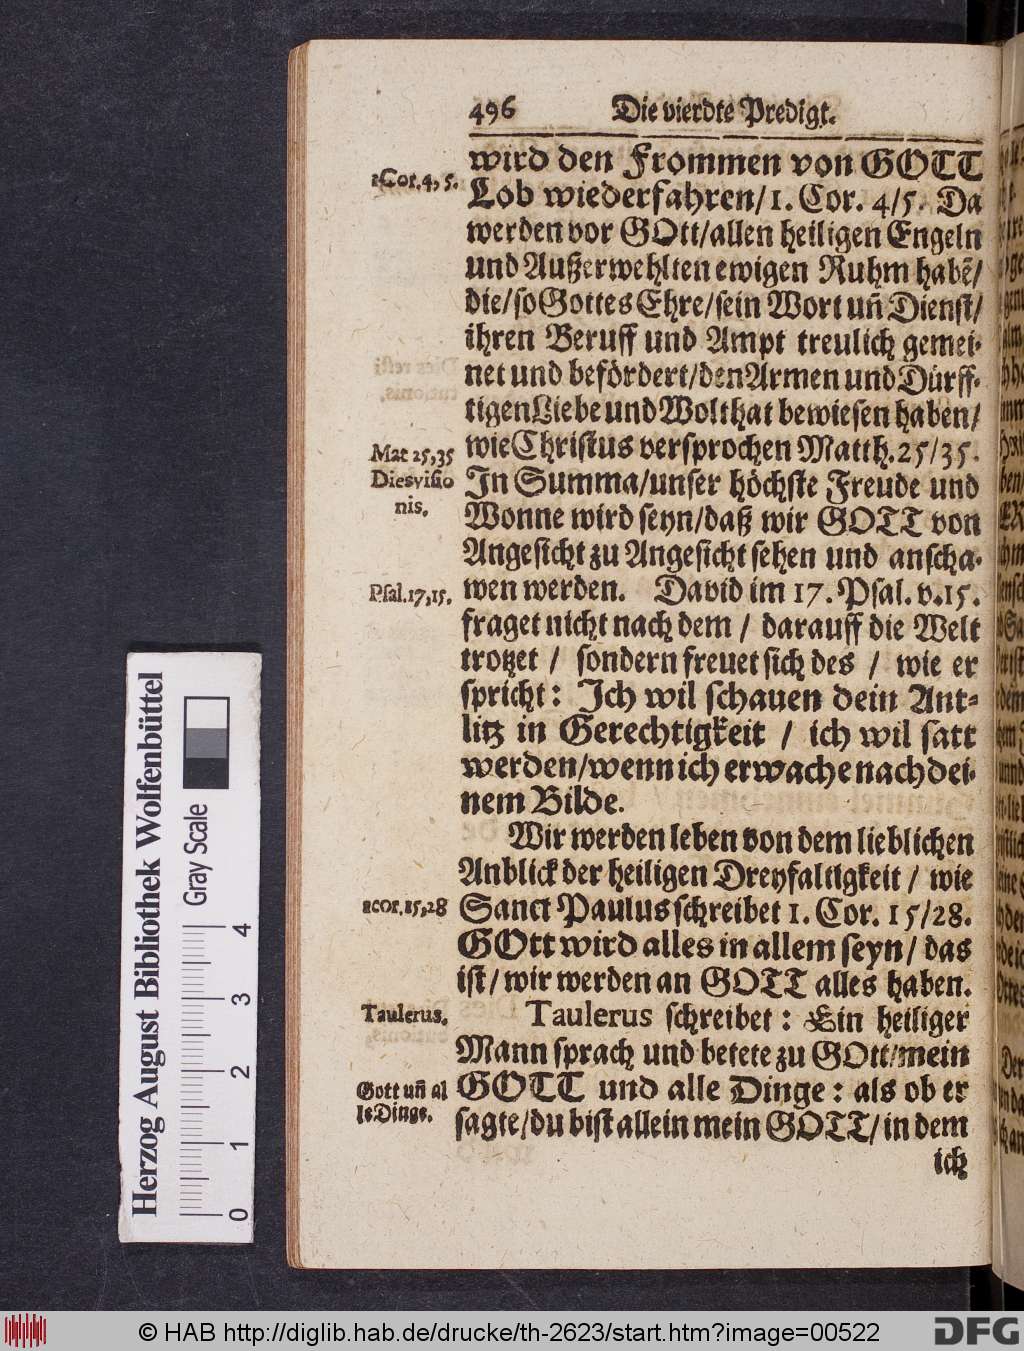 496 Die vierdte Predigt.
wird den Frommen von GOTT
1 Cor. 4, 5.
Lob wiederfahren/ 1. Cor. 4/5. Da
werden vor GOtt/ allen heiligen Engeln
und Außerwehlten ewigen Ruhm habẽ/
die/ so Gottes Ehre/ sein Wort uñ Dienst/
ihren Beruff und Ampt treulich gemei-
net und befördert/ den Armen und Dürff-
tigen Liebe und Wolthat bewiesen haben/
wie Christus versprochen Matth. 25/35.
Mat 25,35
Dies visio
nis.
In Summa/ unser höchste Freude und
Wonne wird seyn/ daß wir GOTT von
Angesicht zu Angesicht sehen und anscha-
wen werden. David im 17. Psal. v. 15.
Psal. 17, 15.
fraget nicht nach dem / darauff die Welt
trotzet / sondern freuet sich des / wie er
spricht: Ich wil schauen dein Ant-
litz in Gerechtigkeit / ich wil satt
werden/ wenn ich erwache nach dei-
nem Bilde.
Wir werden leben von dem lieblichen
Anblick der heiligen Dreyfaltigkeit / wie
Sanct Paulus schreibet 1. Cor. 15/28.
1 cor. 15, 28
GOtt wird alles in allem seyn/ das
ist/ wir werden an GOTT alles haben.
Taulerus.
Taulerus schreibet: Ein heiliger
Mann sprach und betete zu GOtt/ mein
GOTT und alle Dinge: als ob er
Gott uñ al
le Dinge.
sagte/ du bist allein mein GOTT/ in dem
ich
Herzog August Bibliothek Wolfenbüttel
Gray Scale
0 1 2 3 4
© HAB http://diglib.hab.de/drucke/th-2623/start.htm?image=00522
DFG